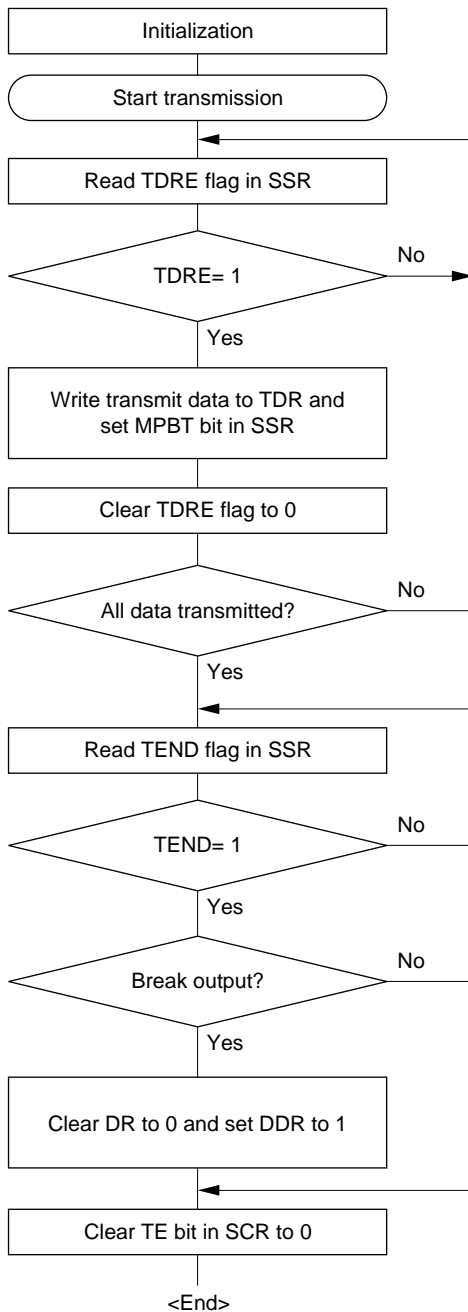 Initialization
Start transmission
Read TDRE flag in SSR
No
TDRE= 1
Yes
Write transmit data to TDR and
set MPBT bit in SSR
Clear TDRE flag to 0
No
All data transmitted?
Yes
Read TEND flag in SSR
No
TEND= 1
Yes
No
Break output?
Yes
Clear DR to 0 and set DDR to 1
Clear TE bit in SCR to 0
<End>